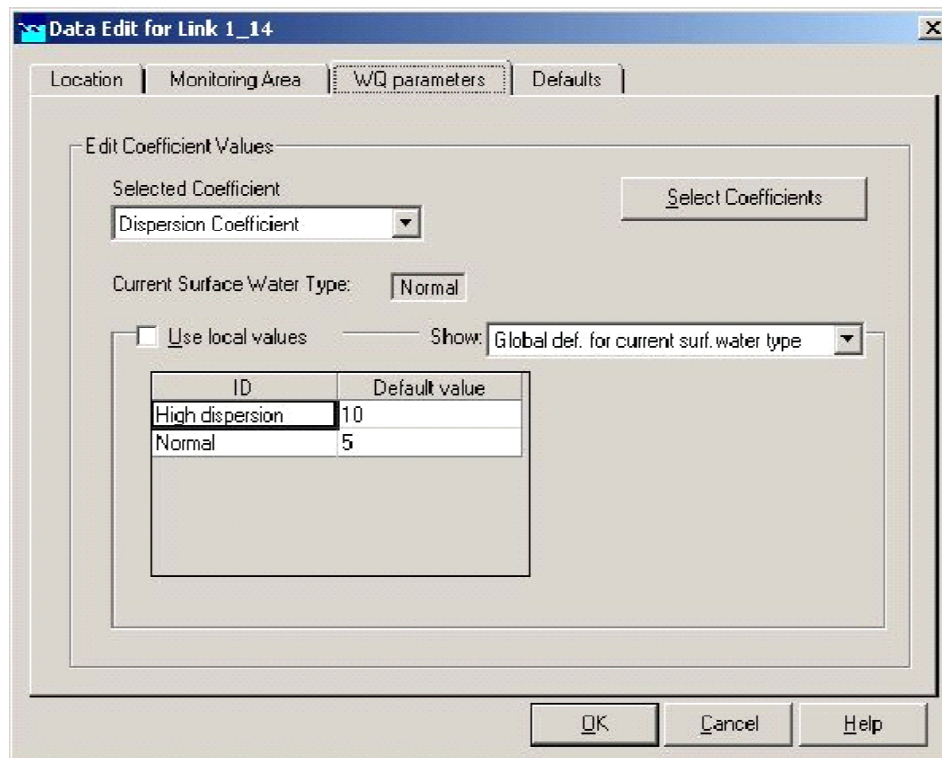 Data Edit for Link 1_14
Location Monitoring Area WQ parameters Defaults
Edit Coefficient Values
Selected Coefficient
Select Coefficients
Dispersion Coefficient
Current Surface Water Type: Normal
Use local values Show: Global def. for current surf.water type
ID Default value
High dispersion 10
Normal 5
OK Cancel Help